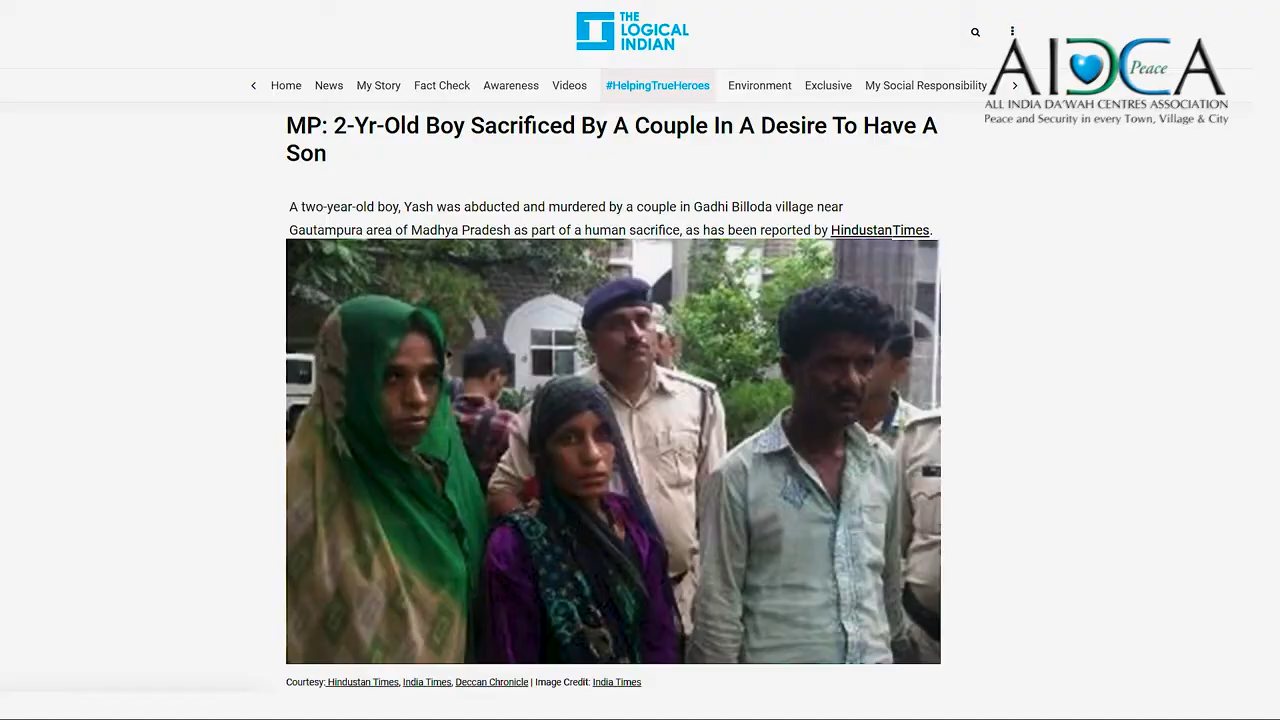 THE
LOGICAL
INDIAN
Home News My Story Fact Check Awareness Videos #HelpingTrueHeroes Environment Exclusive My Social Responsibility
AIDCA
Peace
ALL INDIA DA'WAH CENTRES ASSOCIATION
Peace and Security in every Town, Village & City
MP: 2-Yr-Old Boy Sacrificed By A Couple In A Desire To Have A
Son
A two-year-old boy, Yash was abducted and murdered by a couple in Gadhi Billoda village near
Gautampura area of Madhya Pradesh as part of a human sacrifice, as has been reported by HindustanTimes.
Courtesy: Hindustan Times, India Times, Deccan Chronicle | Image Credit: India Times